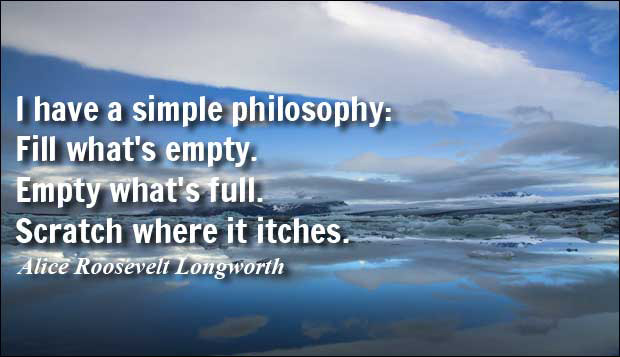 I have a simple philosophy:
Fill what's empty.
Empty what's full.
Scratch where it itches.
Alice Roosevelt Longworth